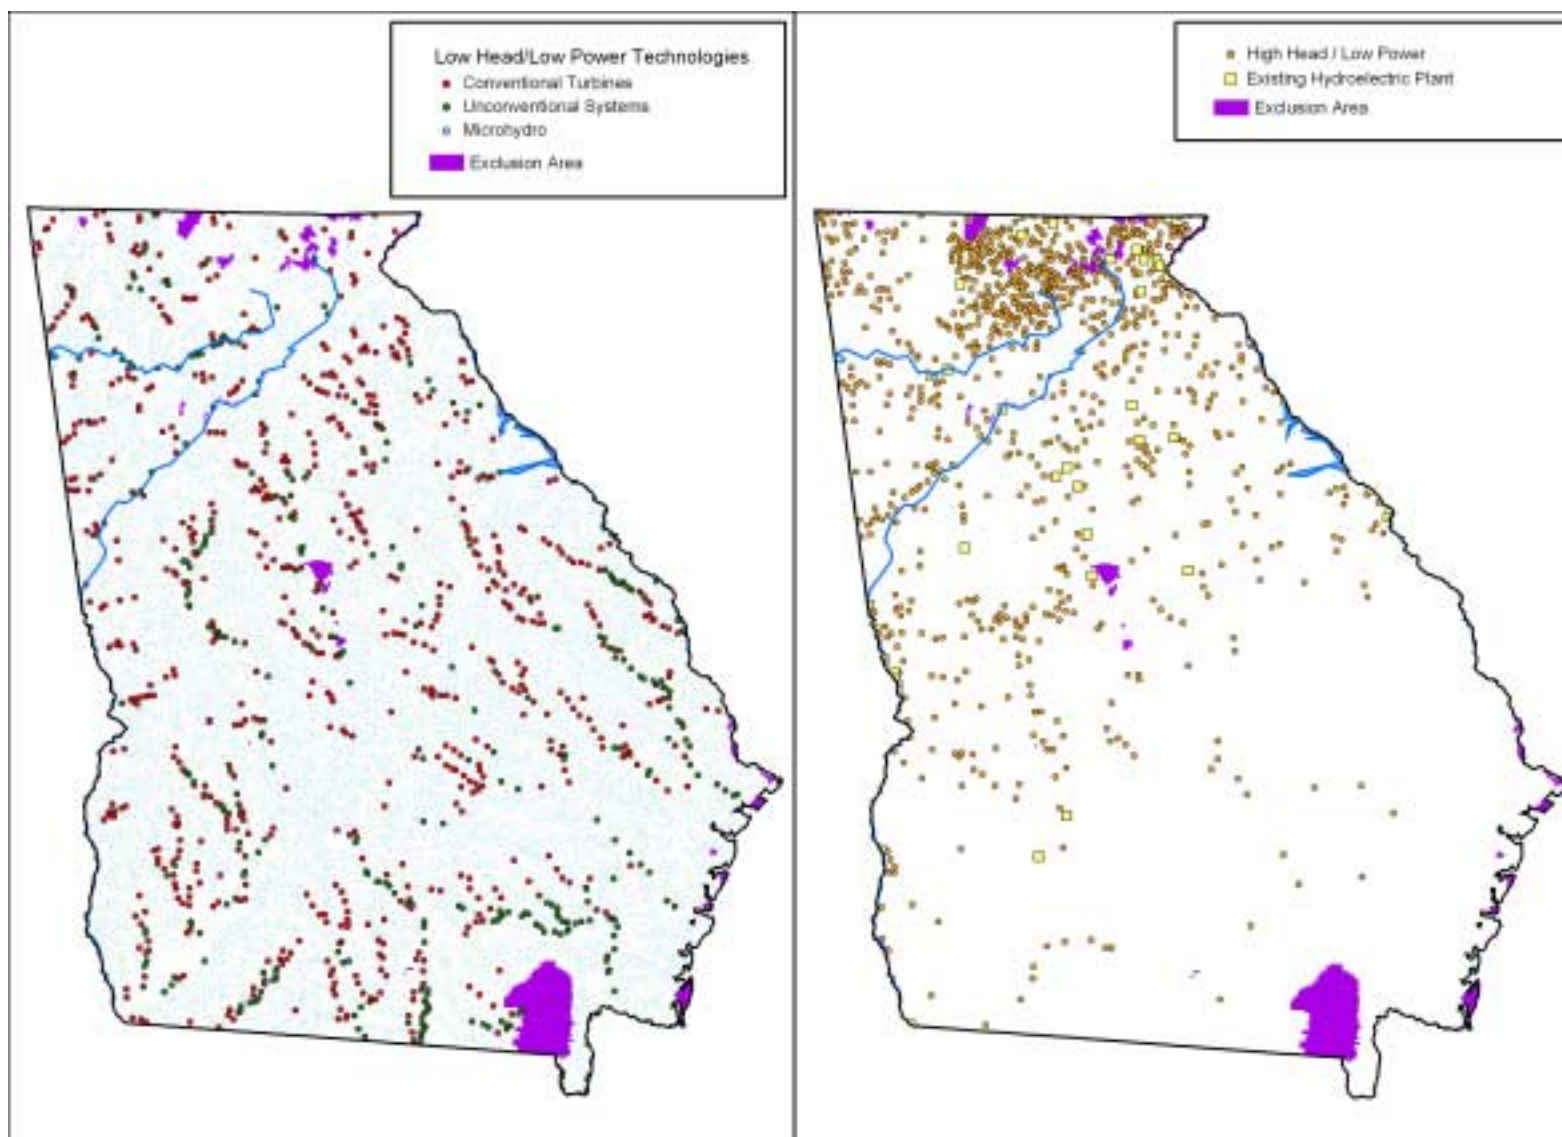 Low Head/Low Power Technologies
Conventional Turbines
Unconventional Systems
Microhydro
Exclusion Area
High Head / Low Power
Existing Hydroelectric Plant
Exclusion Area